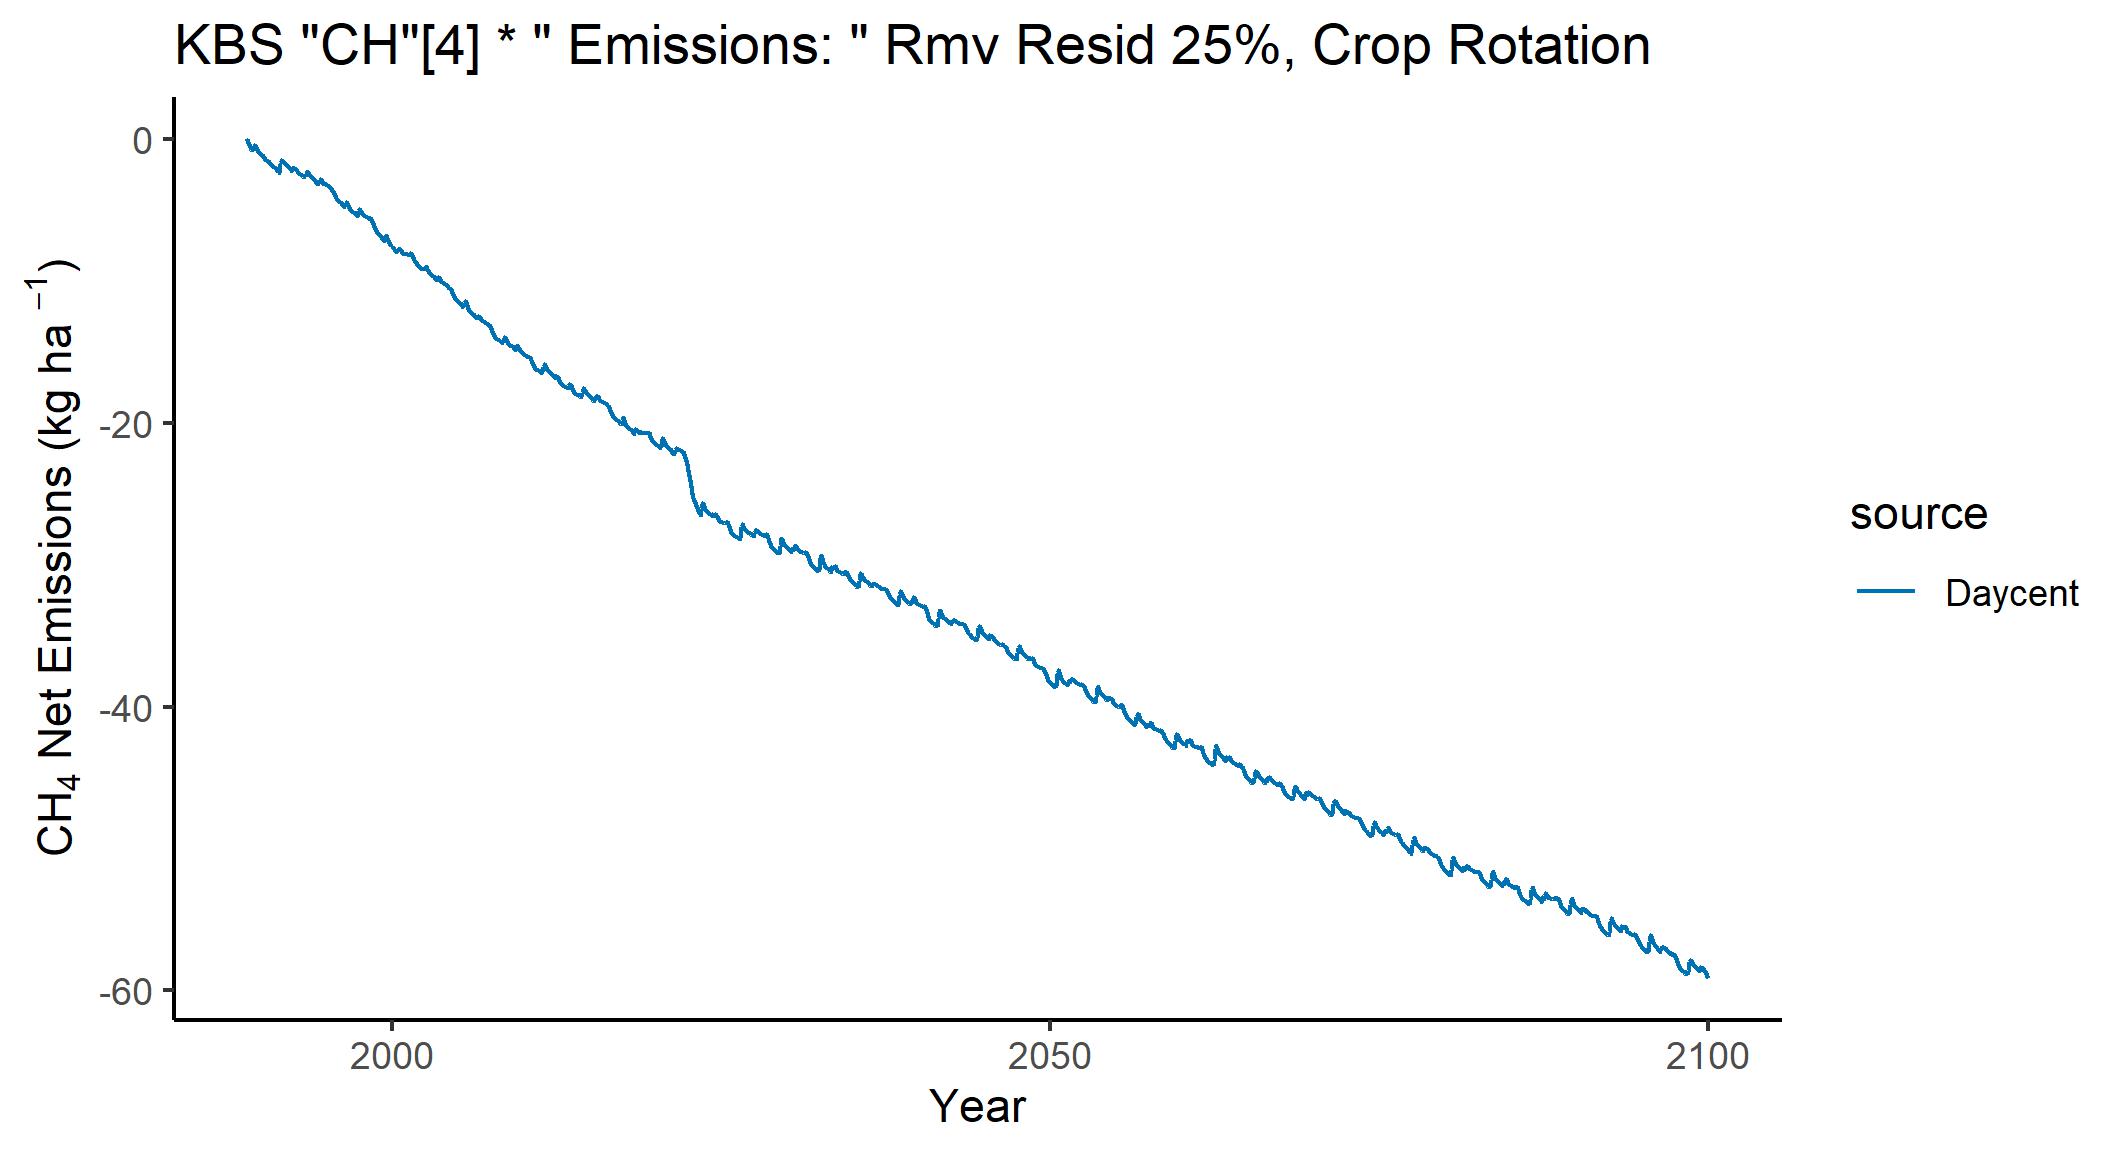 KBS "CH"[4] * " Emissions: " Rmv Resid 25%, Crop Rotation
CH₄ Net Emissions (kg ha ⁻¹)
0
-20
-40
-60
2000
2050
2100
Year
source
Daycent